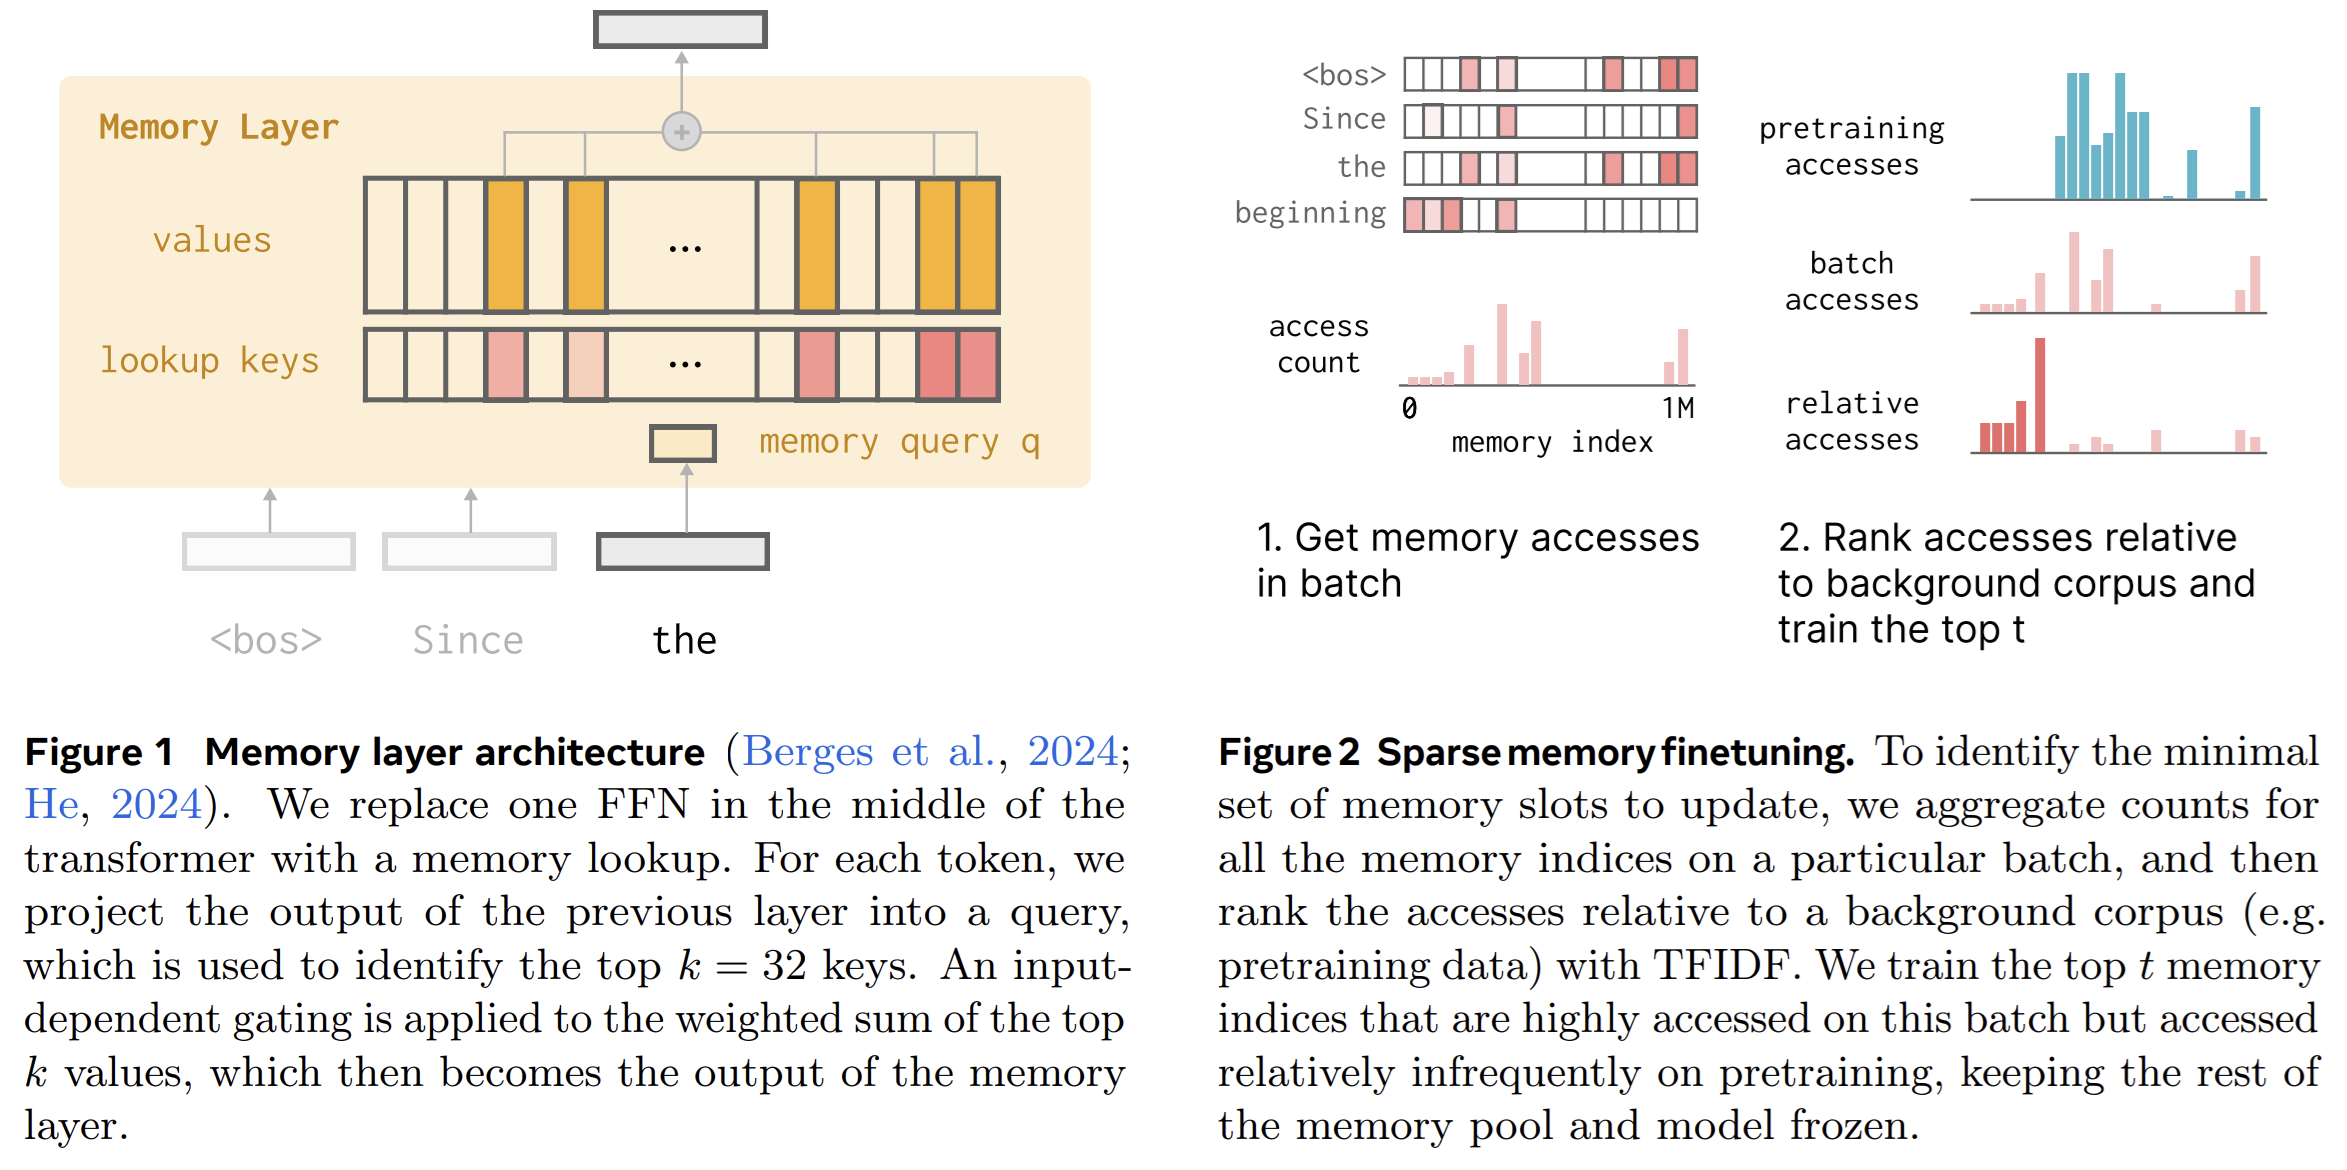 Memory Layer
values
...
lookup keys
...
memory query q
<bos>
Since
the
Figure 1 Memory layer architecture (Berges et al., 2024;
He, 2024). We replace one FFN in the middle of the
transformer with a memory lookup. For each token, we
project the output of the previous layer into a query,
which is used to identify the top k = 32 keys. An input-
dependent gating is applied to the weighted sum of the top
k values, which then becomes the output of the memory
layer.
<bos>
Since
the
beginning
access
count
0
1M
memory index
1. Get memory accesses
in batch
pretraining
accesses
batch
accesses
relative
accesses
2. Rank accesses relative
to background corpus and
train the top t
Figure 2 Sparse memory finetuning. To identify the minimal
set of memory slots to update, we aggregate counts for
all the memory indices on a particular batch, and then
rank the accesses relative to a background corpus (e.g.
pretraining data) with TFIDF. We train the top t memory
indices that are highly accessed on this batch but accessed
relatively infrequently on pretraining, keeping the rest of
the memory pool and model frozen.